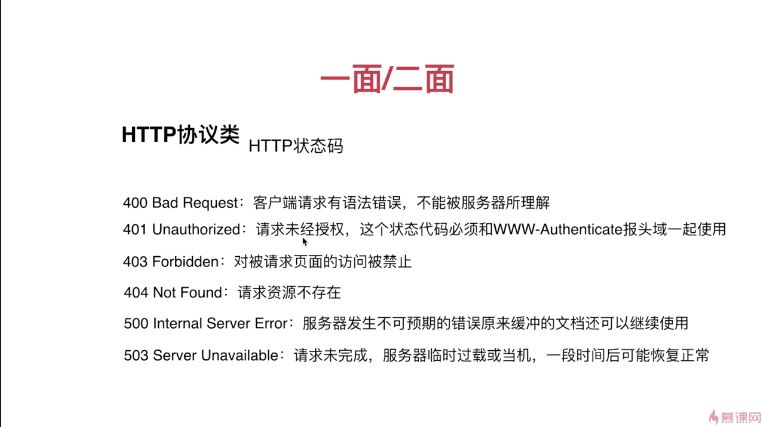 一面/二面
HTTP协议类
HTTP状态码
400 Bad Request：客户端请求有语法错误，不能被服务器所理解
401 Unauthorized：请求未经授权，这个状态代码必须和WWW-Authenticate报头域一起使用
403 Forbidden：对被请求页面的访问被禁止
404 Not Found：请求资源不存在
500 Internal Server Error：服务器发生不可预期的错误原来缓冲的文档还可以继续使用
503 Server Unavailable：请求未完成，服务器临时过载或当机，一段时间后可能恢复正常
慕课网